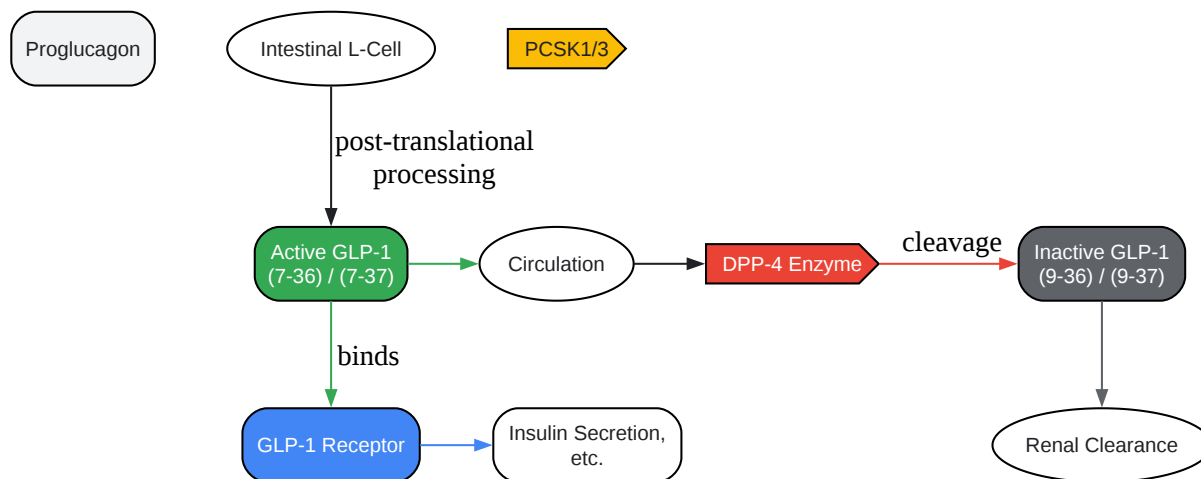 Proglucagon
Intestinal L-Cell
PCSK1/3
post-translational
processing
Active GLP-1
(7-36) / (7-37)
Circulation
DPP-4 Enzyme
cleavage
Inactive GLP-1
(9-36) / (9-37)
binds
GLP-1 Receptor
Insulin Secretion,
etc.
Renal Clearance